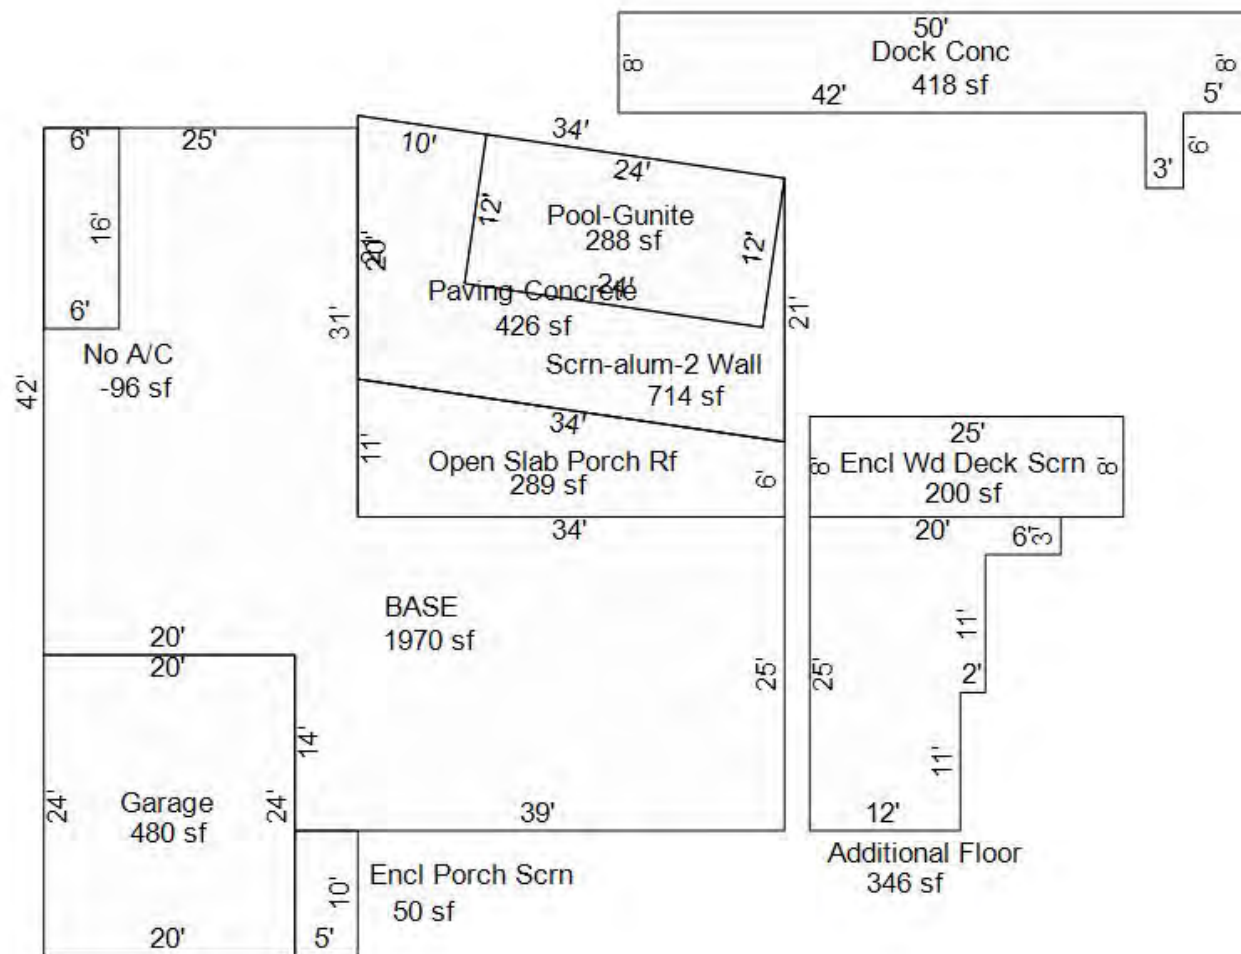 50'
Dock Conc
418 sf
8'
8'
42'
5'
3'
6'
6'
25'
16'
6'
No A/C
-96 sf
42'
31'
34'
10'
24'
12'
Pool-Gunite
288 sf
12'
24'
21'
20'
Paving Concrete
426 sf
21'
Scrn-alum-2 Wall
714 sf
34'
11'
Open Slab Porch Rf
289 sf
6'
34'
25'
8'
Encl Wd Deck Scrn
8'
200 sf
20'
6'
3'
BASE
1970 sf
11'
2'
25'
25'
11'
12'
Additional Floor
346 sf
20'
20'
14'
39'
24'
Garage
480 sf
24'
20'
Encl Porch Scrn
50 sf
10'
5'